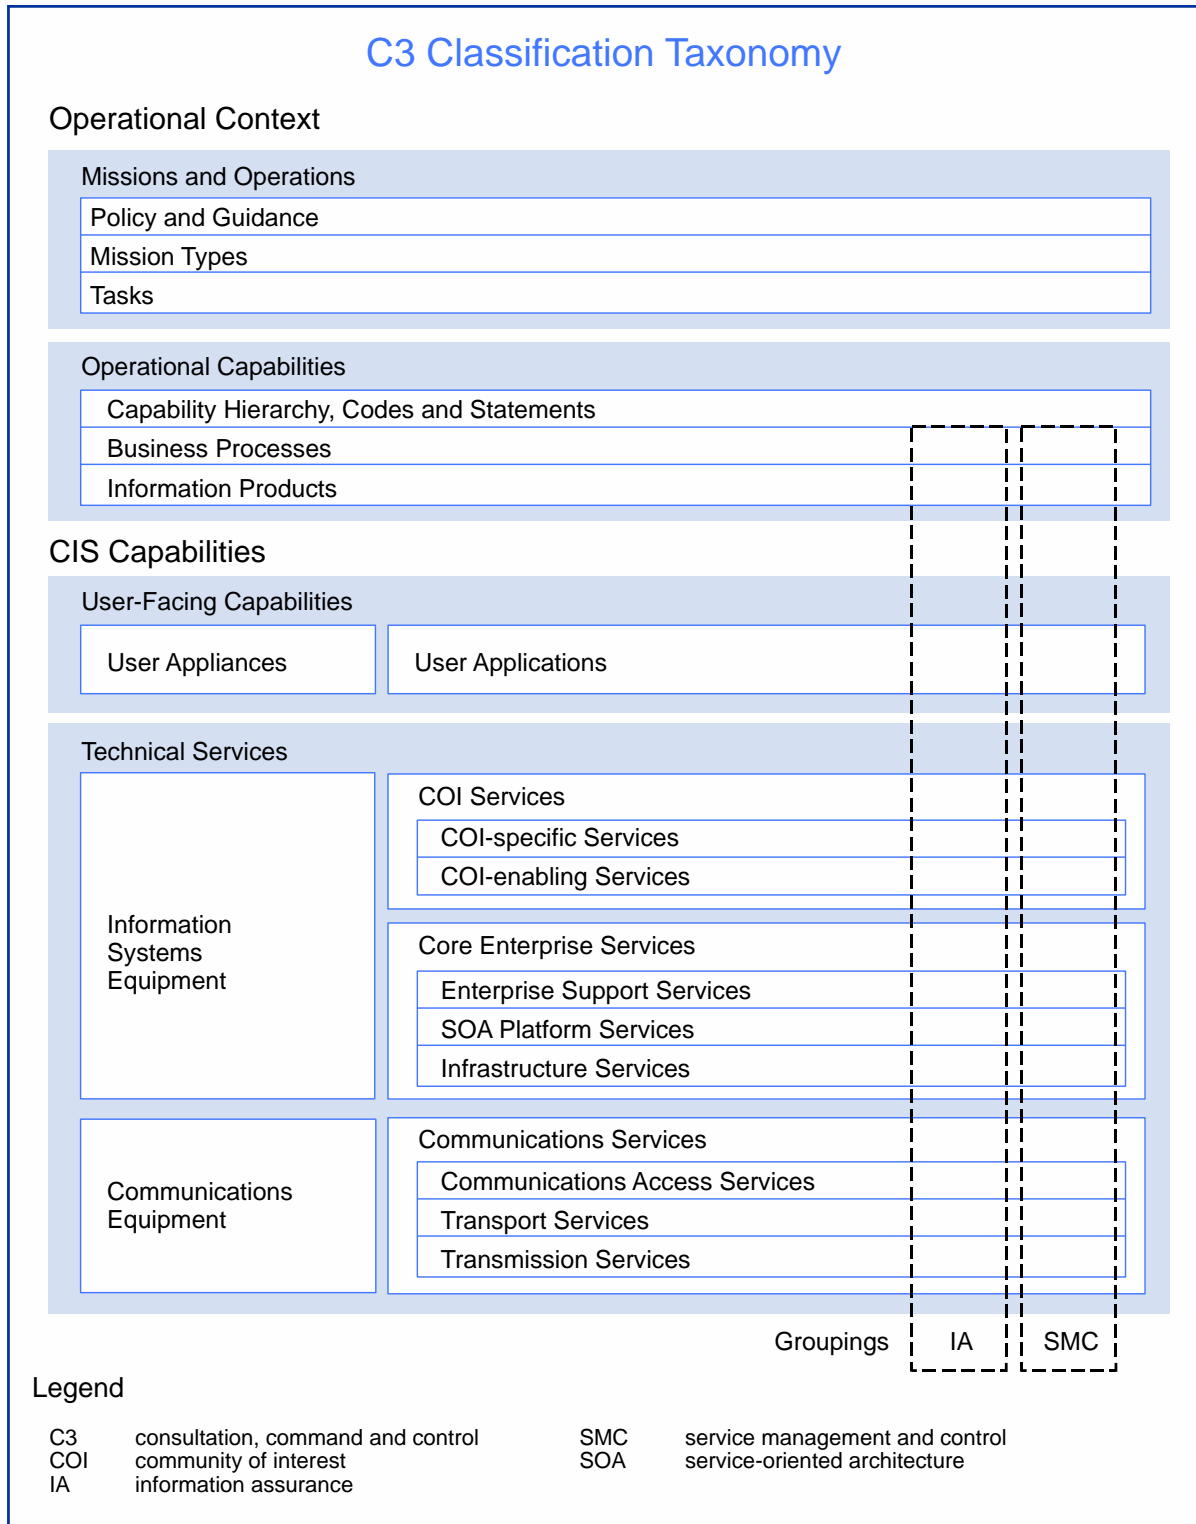 C3 Classification Taxonomy
Operational Context
Missions and Operations
Policy and Guidance
Mission Types
Tasks
Operational Capabilities
Capability Hierarchy, Codes and Statements
Business Processes
Information Products
CIS Capabilities
User-Facing Capabilities
User Appliances
User Applications
Technical Services
Information
Systems
Equipment
COI Services
COI-specific Services
COI-enabling Services
Core Enterprise Services
Enterprise Support Services
SOA Platform Services
Infrastructure Services
Communications
Equipment
Communications Services
Communications Access Services
Transport Services
Transmission Services
Groupings IA SMC
Legend
C3 consultation, command and control
COI community of interest
IA information assurance
SMC service management and control
SOA service-oriented architecture